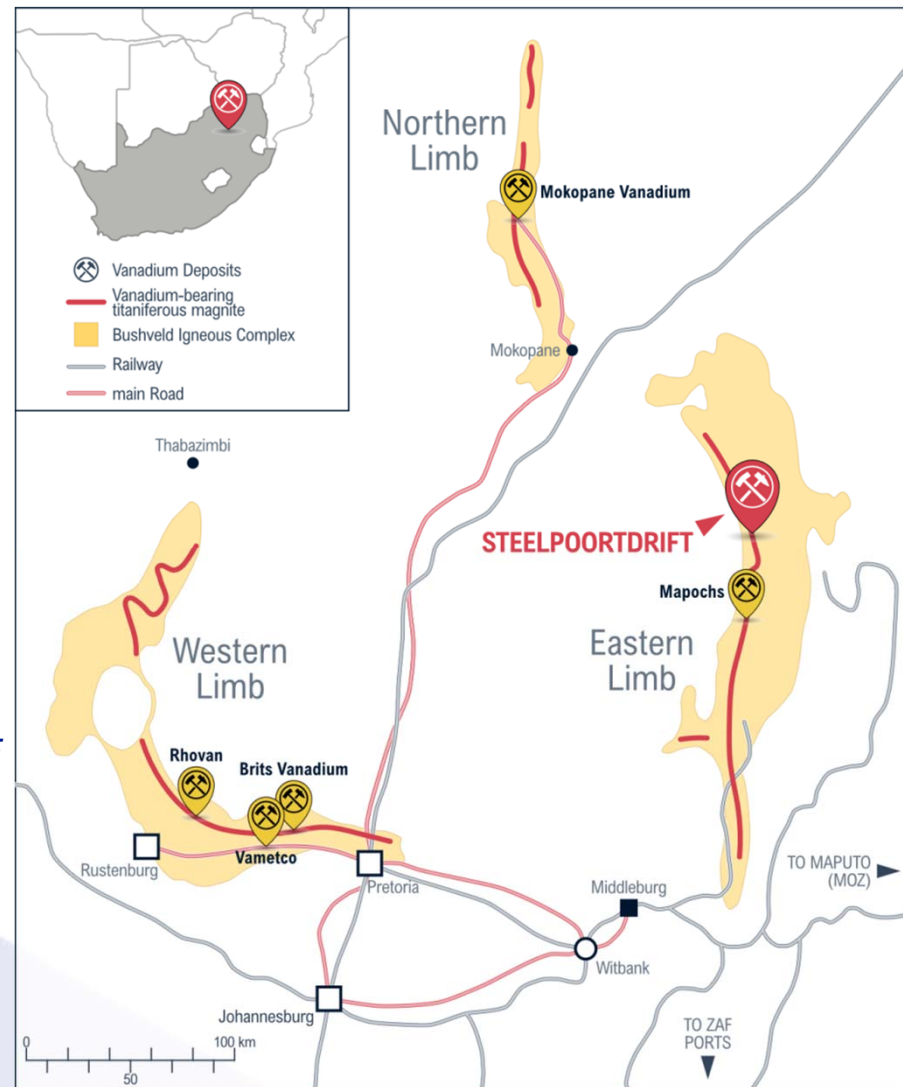 Vanadium Deposits
Vanadium-bearing
titaniferous magnite
Bushveld Igneous Complex
Railway
main Road
Northern
Limb
Mokopane Vanadium
Mokopane
Thabazimbi
STEELPOORTDRIFT
Mapochs
Western
Limb
Eastern
Limb
Rhovan
Brits Vanadium
Vametco
Rustenburg
Pretoria
Middleburg
TO MAPUTO
(MOZ)
Witbank
Johannesburg
TO ZAF
PORTS
0
100 km
50